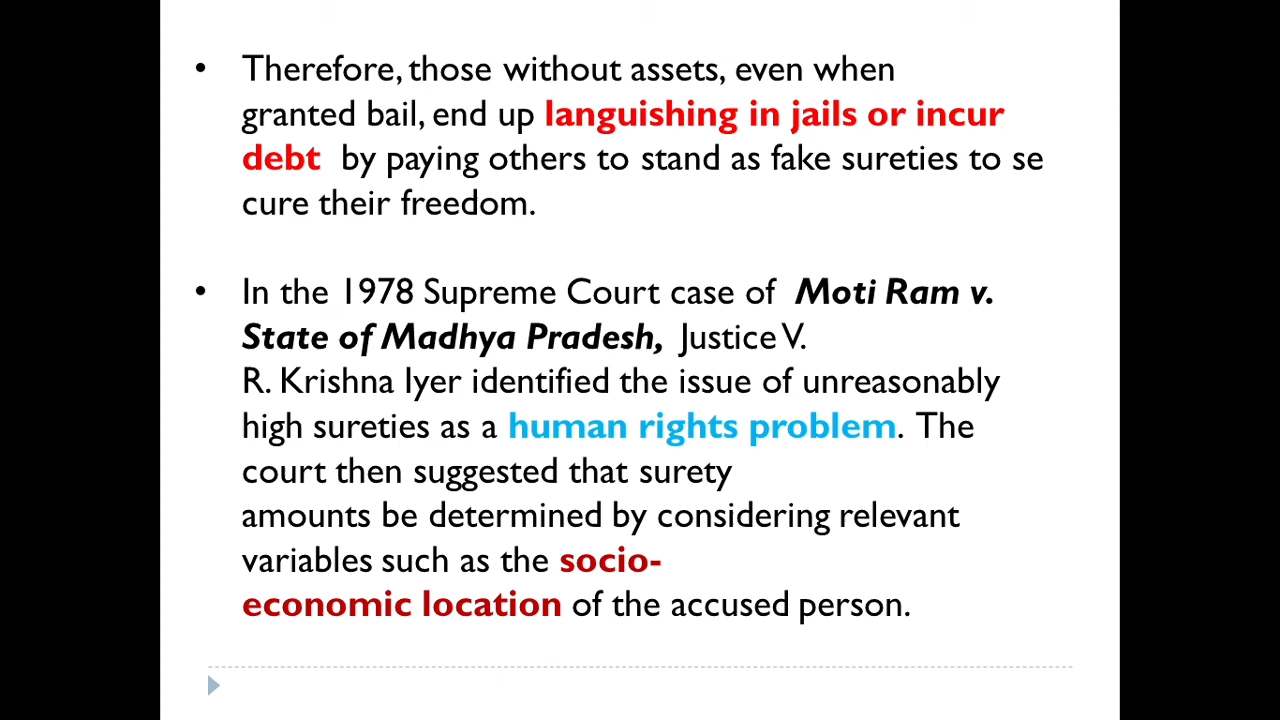 • Therefore, those without assets, even when
granted bail, end up languishing in jails or incur
debt by paying others to stand as fake sureties to se
cure their freedom.
• In the 1978 Supreme Court case of Moti Ram v.
State of Madhya Pradesh, Justice V.
R. Krishna Iyer identified the issue of unreasonably
high sureties as a human rights problem. The
court then suggested that surety
amounts be determined by considering relevant
variables such as the socio-
economic location of the accused person.